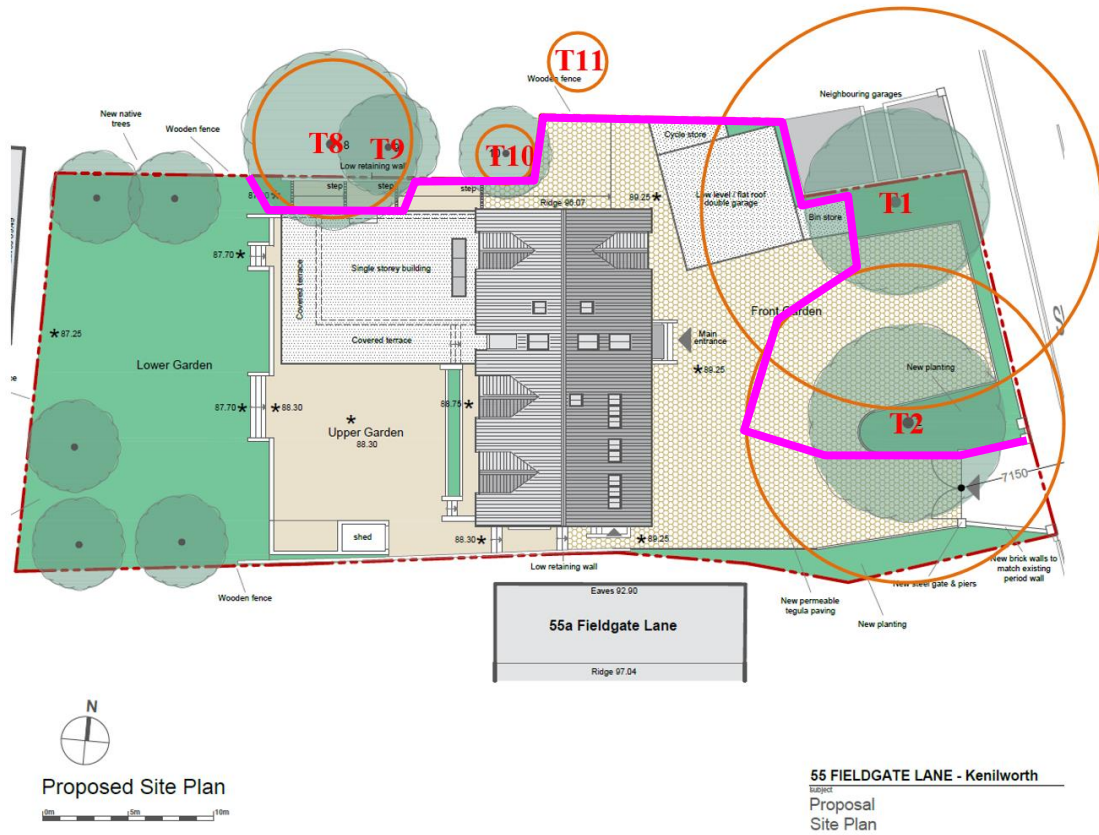 T11
Wooden fence
Neighbouring garages
New native
trees
Wooden fence
T8
8
T9
Low retaining wall
T10
Cycle store
step
step
step
Ridge 96.07
89.25
Low level / flat roof
double garage
Bin store
T1
87.70
Covered terrace
Single storey building
Front Garden
Main
entrance
87.25
Covered terrace
Lower Garden
89.25
New planting
87.70
88.30
88.75
Upper Garden
88.30
T2
7150
shed
88.30
89.25
Low retaining wall
Wooden fence
New brick walls to
match existing
period wall
New steel gate & piers
New permeable
tegula paving
New planting
Eaves 92.90
55a Fieldgate Lane
Ridge 97.04
N
Proposed Site Plan
0m
5m
10m
55 FIELDGATE LANE - Kenilworth
subject
Proposal
Site Plan